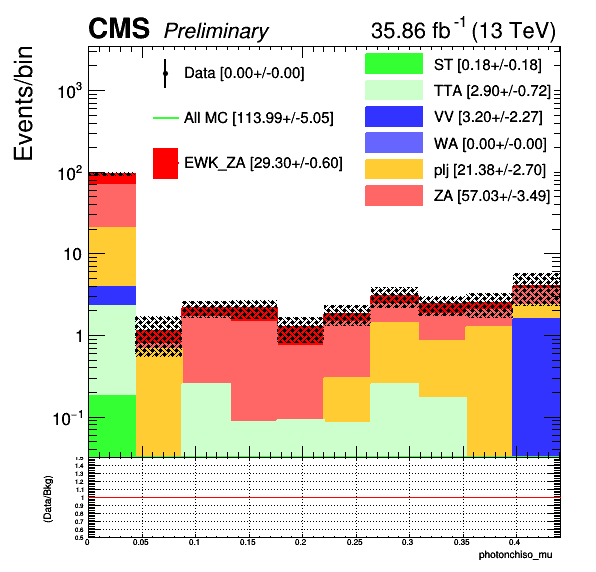 CMS Preliminary 35.86 fb⁻¹ (13 TeV)
Events/bin
Data [0.00+/-0.00]
All MC [113.99+/-5.05]
EWK_ZA [29.30+/-0.60]
ST [0.18+/-0.18]
TTA [2.90+/-0.72]
VV [3.20+/-2.27]
WA [0.00+/-0.00]
plj [21.38+/-2.70]
ZA [57.03+/-3.49]
10³
10²
10
1
10⁻¹
(Data/Bkg)
1.5
1.4
1.3
1.2
1.1
1
0.9
0.8
0.7
0.6
0.5
0 0.05 0.1 0.15 0.2 0.25 0.3 0.35 0.4
photonchiso_mu